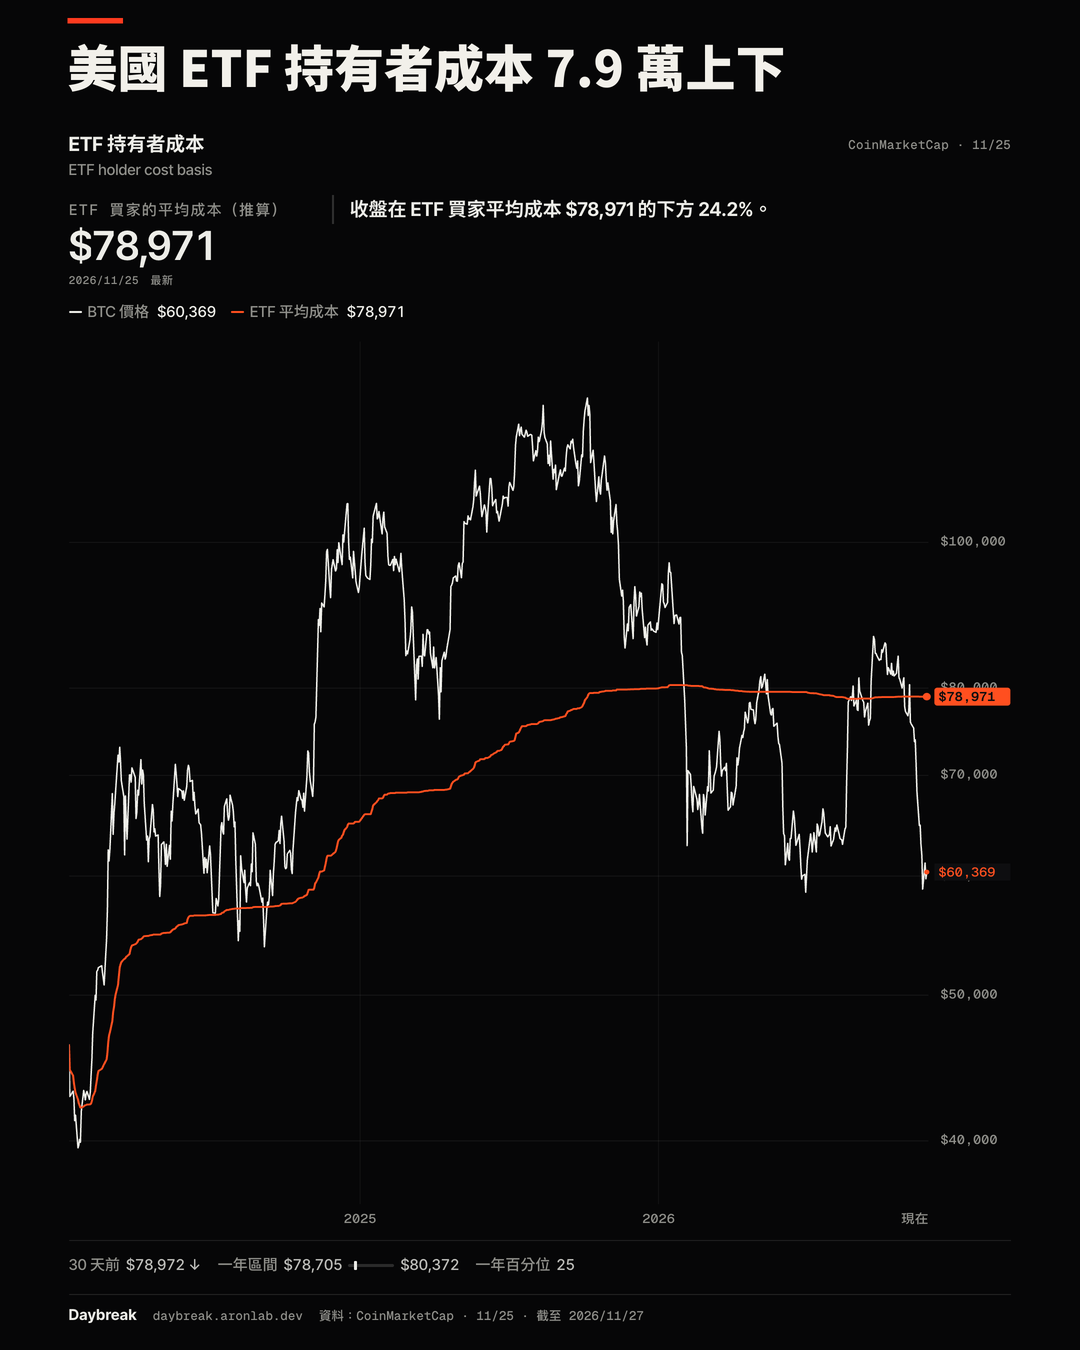 美國 ETF 持有者成本 7.9 萬上下
ETF 持有者成本
CoinMarketCap · 11/25
ETF holder cost basis
ETF 買家的平均成本 (推算)
收盤在 ETF 買家平均成本 $78,971 的下方 24.2%。
$78,971
2026/11/25 最新
BTC 價格 $60,369 ETF 平均成本 $78,971
$100,000
$80,000
$78,971
$70,000
$60,369
$50,000
$40,000
2025 2026 現在
30 天前 $78,972 ↓ 一年區間 $78,705 $80,372 一年百分位 25
Daybreak daybreak.aronlab.dev 資料：CoinMarketCap · 11/25 · 截至 2026/11/27